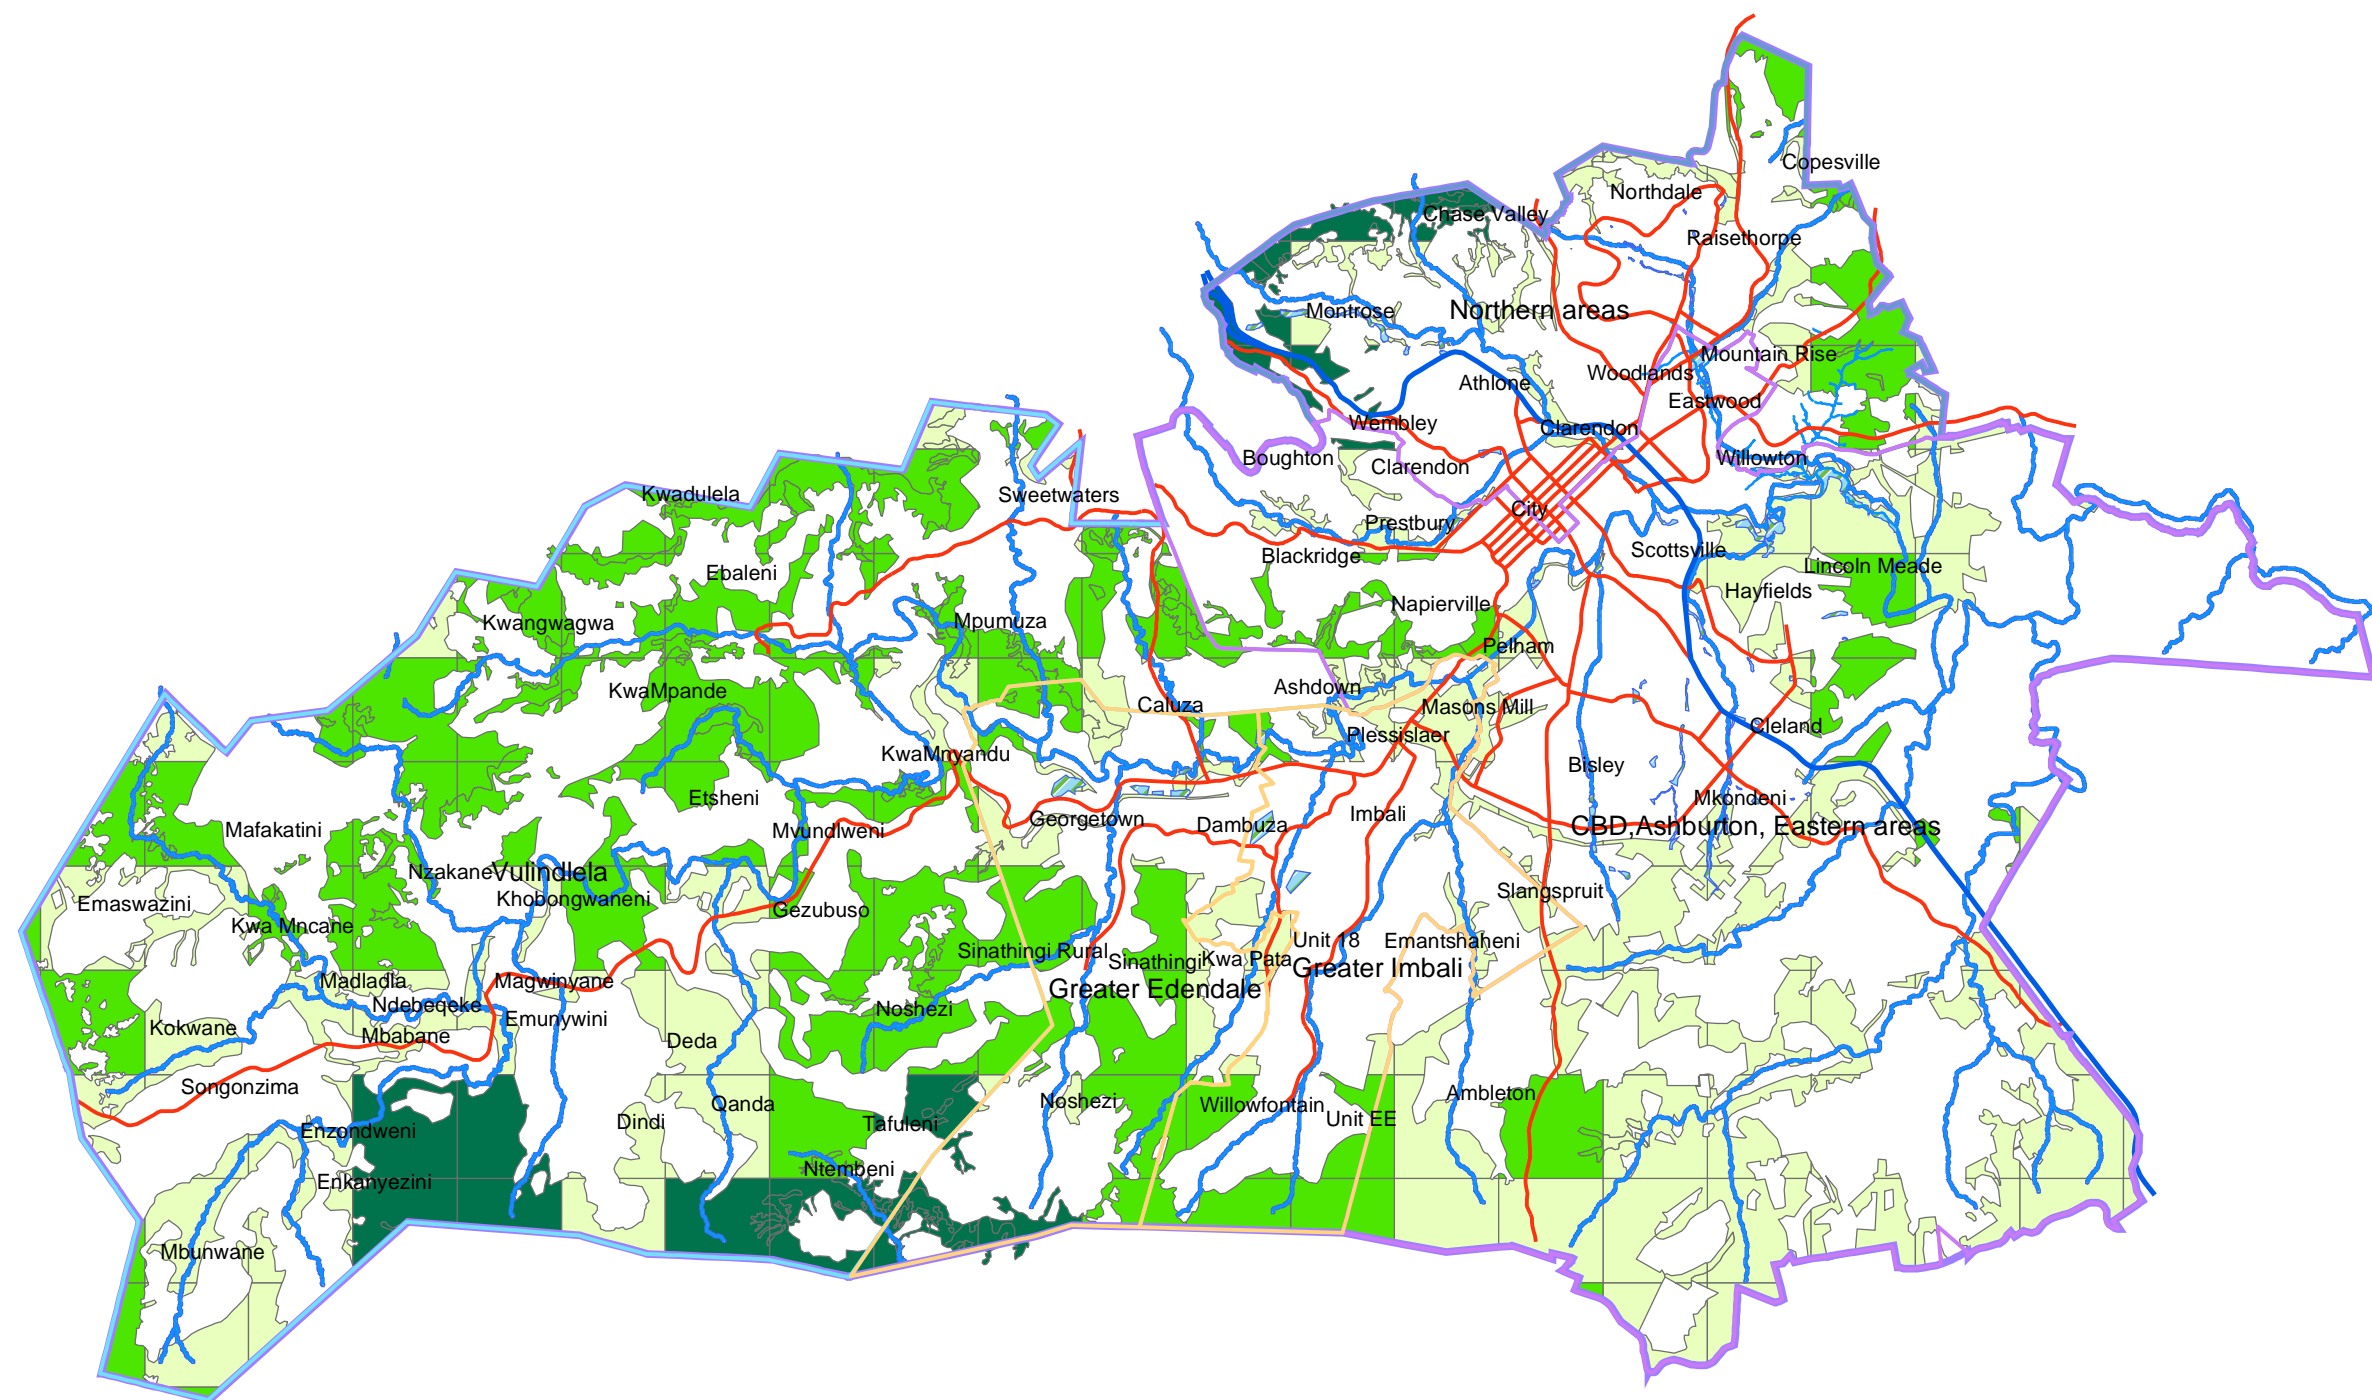 Copesville
Northdale
Chase Valley
Raisethorpe
Montrose
Northern areas
Mountain Rise
Woodlands
Athlone
Eastwood
Wembley
Clarendon
Boughton
Clarendon
Willowton
Kwadulela
Sweetwaters
City
Prestbury
Scottsville
Blackridge
Lincoln Meade
Ebaleni
Hayfields
Napierville
Kwangwagwa
Mpumuza
Pelham
KwaMpande
Ashdown
Caluza
Masons Mill
Cleland
Plessislaer
KwaMnyandu
Bisley
Etsheni
Mkondeni
Imbali
Georgetown
Dambuza
CBD,Ashburton, Eastern areas
Mafakatini
Mvundlweni
Nzakane
Vulindlela
Khobongwaneni
Slangspruit
Emaswazini
Gezubuso
Kwa Mncane
Unit 18
Emantshaheni
Sinathingi Rural
Sinathingi
Kwa Pata
Greater Imbali
Madladla
Magwinyane
Greater Edendale
Ndebeqeke
Noshezi
Emunywini
Kokwane
Mbabane
Deda
Songonzima
Ambleton
Qanda
Noshezi
Willowfontain
Unit EE
Dindi
Tafuleni
Enzondweni
Ntembeni
Enkanyezini
Mbunwane